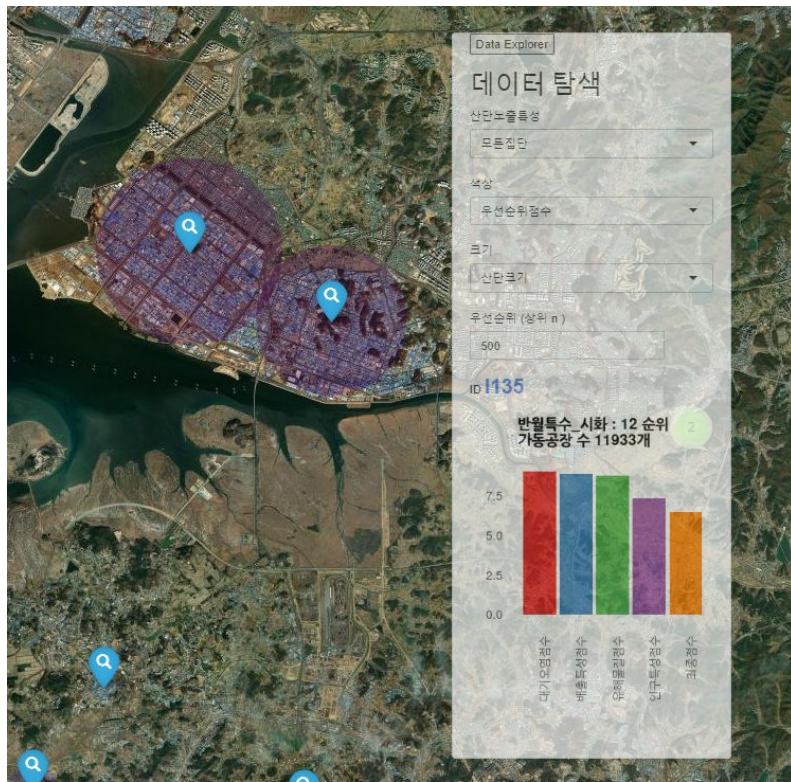 Data Explorer
데이터 탐색
산단노출특성
모든집단
색상
우선순위점수
크기
산단크기
우선순위 (상위 n )
500
ID I135
반월특수_시화 : 12 순위
가동공장 수 11933개
2
7.5
5.0
2.5
0.0
대기오염점수
배출특성점수
유해물질점수
인구특성점수
최종점수